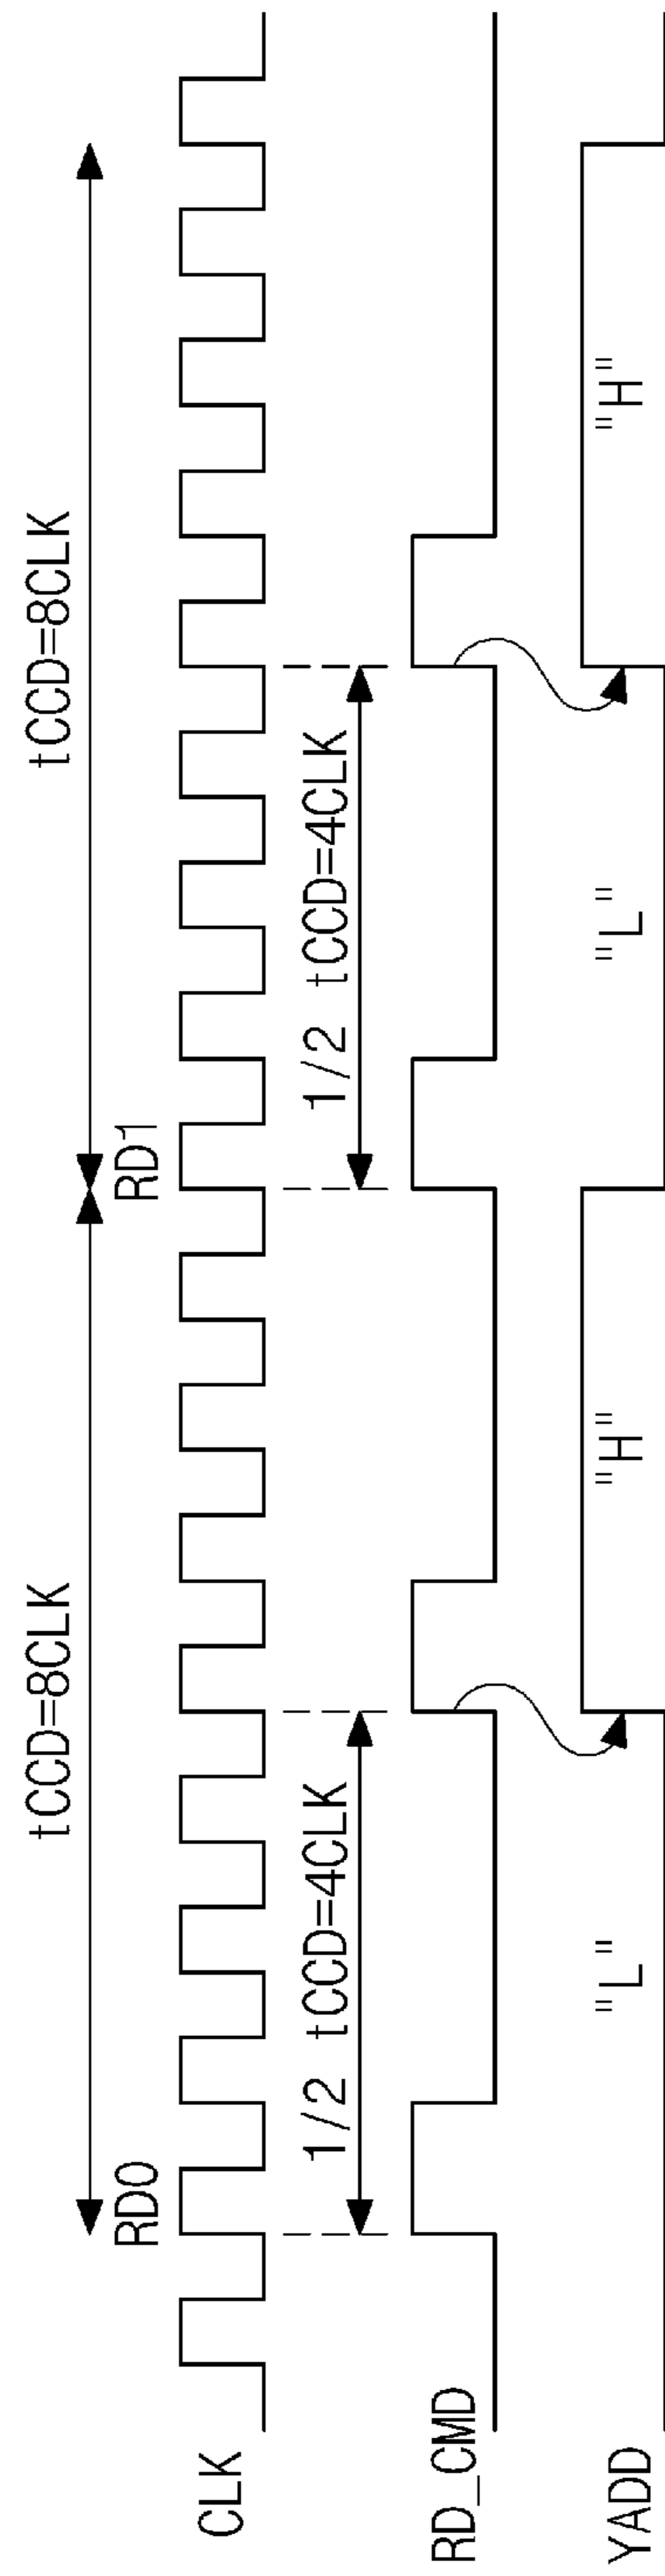 tCCD=8CLK tCCD=8CLK
RD0 RD1
CLK
1/2 tCCD=4CLK 1/2 tCCD=4CLK
RD_CMD
YADD "L" "H" "L" "H"